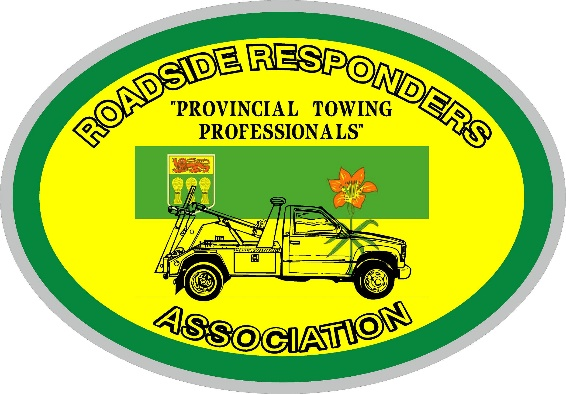 ROADSIDE RESPONDERS
"PROVINCIAL TOWING
PROFESSIONALS"
ASSOCIATION